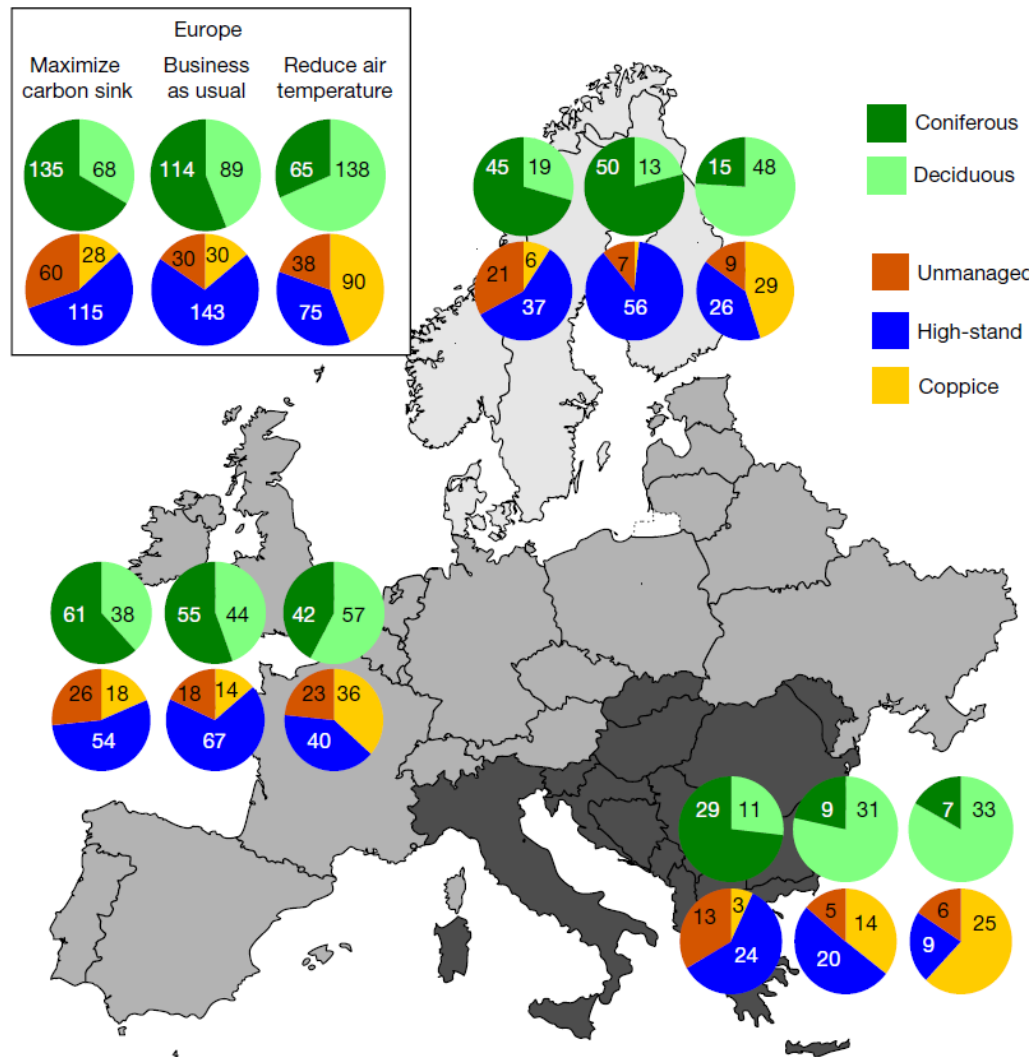 Europe
Maximize Business Reduce air
carbon sink as usual temperature
135 68 114 89 65 138
60 28 30 30 38 90
115 143 75
45 19 50 13 15 48
21 6 7 9 29
37 56 26
Coniferous
Deciduous
Unmanaged
High-stand
Coppice
61 38 55 44 42 57
26 18 18 14 23 36
54 67 40
29 11 9 31 7 33
13 3 5 14 6 25
24 20 9